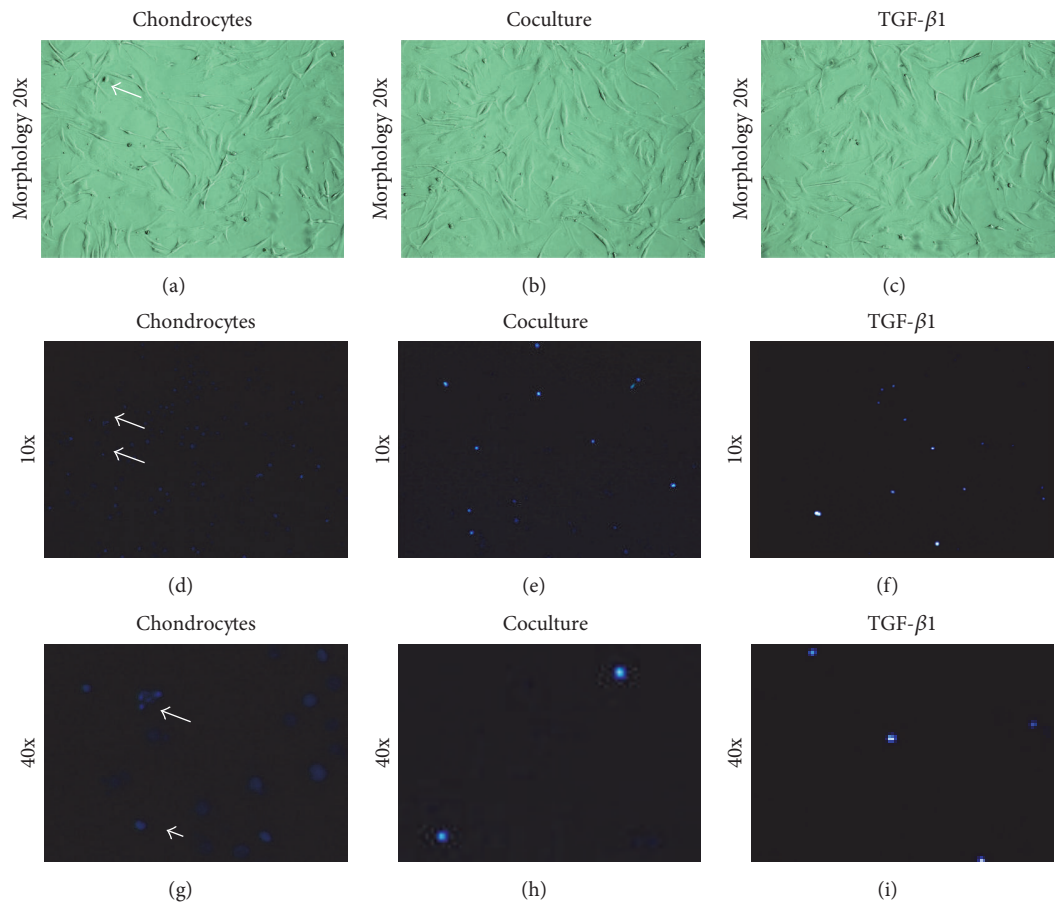 Chondrocytes
Coculture
TGF-β1
Morphology 20x
Morphology 20x
Morphology 20x
(a)
(b)
(c)
Chondrocytes
Coculture
TGF-β1
10x
10x
10x
(d)
(e)
(f)
Chondrocytes
Coculture
TGF-β1
40x
40x
40x
(g)
(h)
(i)